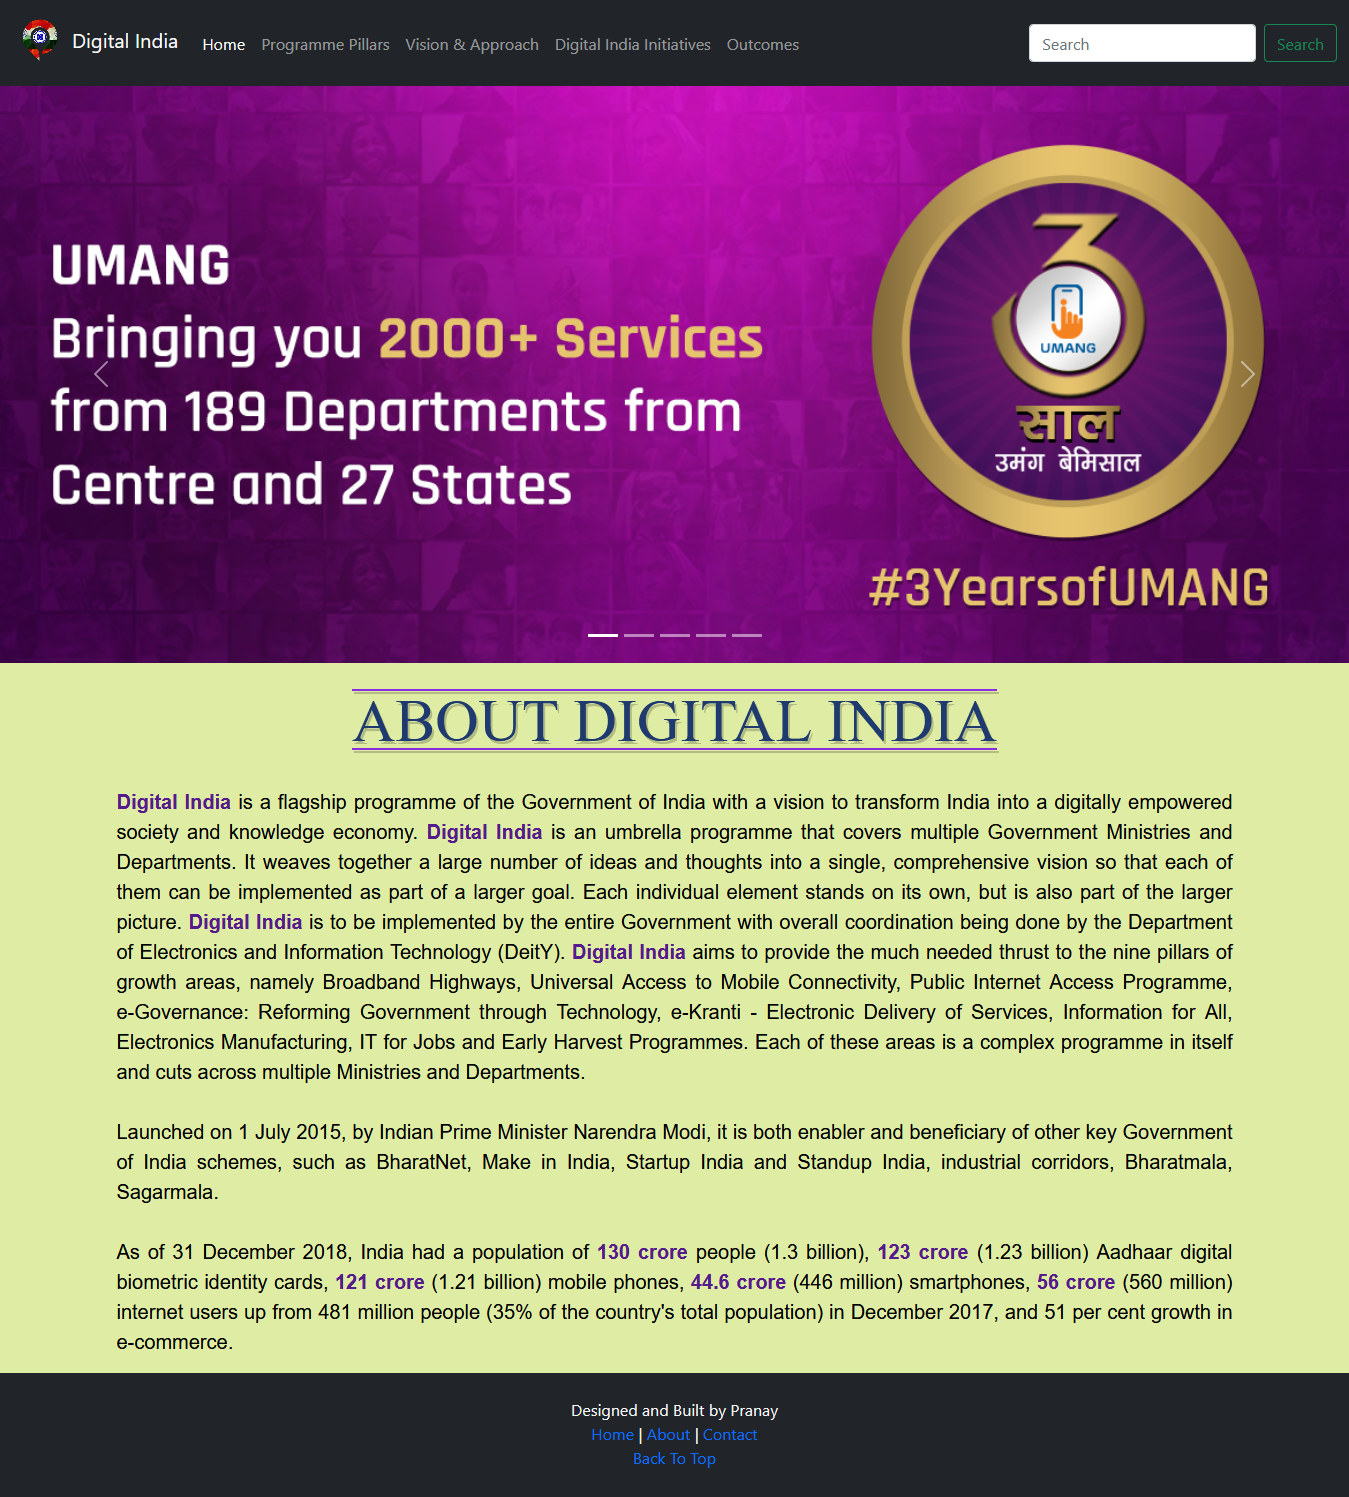 Digital India Home Programme Pillars Vision & Approach Digital India Initiatives Outcomes Search Search
UMANG
Bringing you 2000+ Services
from 189 Departments from
Centre and 27 States
3
UMANG
साल
उमंग बेमिसाल
#3YearsofUMANG
ABOUT DIGITAL INDIA
Digital India is a flagship programme of the Government of India with a vision to transform India into a digitally empowered
society and knowledge economy. Digital India is an umbrella programme that covers multiple Government Ministries and
Departments. It weaves together a large number of ideas and thoughts into a single, comprehensive vision so that each of
them can be implemented as part of a larger goal. Each individual element stands on its own, but is also part of the larger
picture. Digital India is to be implemented by the entire Government with overall coordination being done by the Department
of Electronics and Information Technology (DeitY). Digital India aims to provide the much needed thrust to the nine pillars of
growth areas, namely Broadband Highways, Universal Access to Mobile Connectivity, Public Internet Access Programme,
e-Governance: Reforming Government through Technology, e-Kranti - Electronic Delivery of Services, Information for All,
Electronics Manufacturing, IT for Jobs and Early Harvest Programmes. Each of these areas is a complex programme in itself
and cuts across multiple Ministries and Departments.
Launched on 1 July 2015, by Indian Prime Minister Narendra Modi, it is both enabler and beneficiary of other key Government
of India schemes, such as BharatNet, Make in India, Startup India and Standup India, industrial corridors, Bharatmala,
Sagarmala.
As of 31 December 2018, India had a population of 130 crore people (1.3 billion), 123 crore (1.23 billion) Aadhaar digital
biometric identity cards, 121 crore (1.21 billion) mobile phones, 44.6 crore (446 million) smartphones, 56 crore (560 million)
internet users up from 481 million people (35% of the country's total population) in December 2017, and 51 per cent growth in
e-commerce.
Designed and Built by Pranay
Home | About | Contact
Back To Top